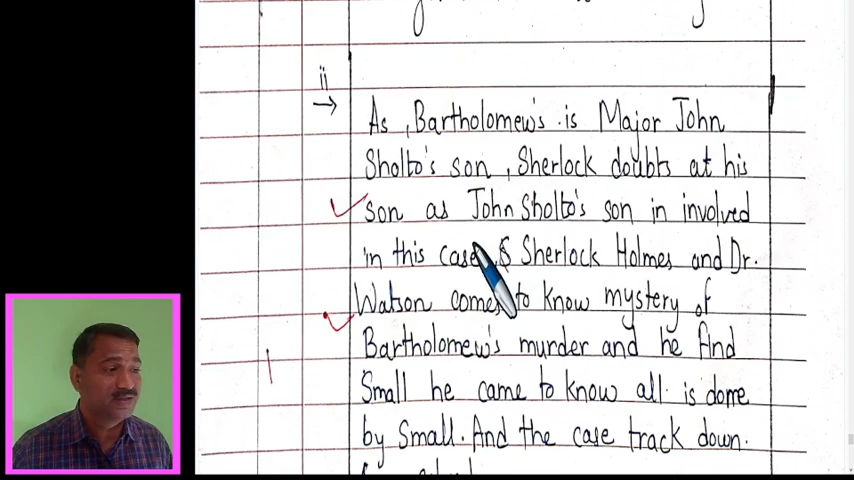 ii
→ As , Bartholomew's is Major John
Sholto's son , Sherlock doubts at his
son as John Sholto's son in involved
in this case, & Sherlock Holmes and Dr.
Watson comes to know mystery of
Bartholomew's murder and he find
Small he came to know all is dome
by Small. And the case track down.